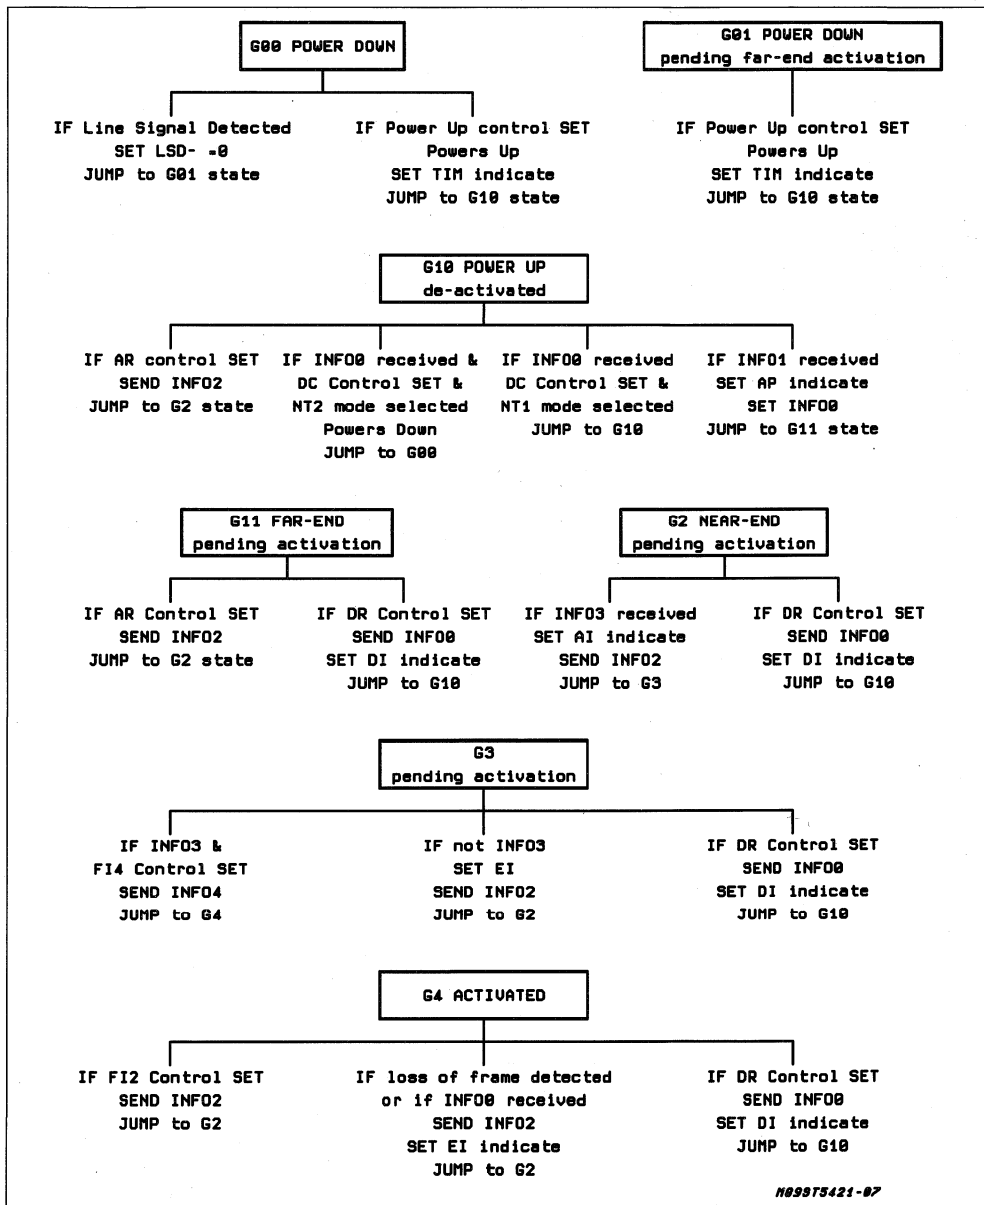 G00 POWER DOWN
IF Line Signal Detected
SET LSD- =0
JUMP to G01 state
IF Power Up control SET
Powers Up
SET TIM indicate
JUMP to G10 state
G01 POWER DOWN
pending far-end activation
IF Power Up control SET
Powers Up
SET TIM indicate
JUMP to G10 state
G10 POWER UP
de-activated
IF AR control SET
SEND INFO2
JUMP to G2 state
IF INFO0 received &
DC Control SET &
NT2 mode selected
Powers Down
JUMP to G00
IF INFO0 received
DC Control SET &
NT1 mode selected
JUMP to G10
IF INFO1 received
SET AP indicate
SET INFO0
JUMP to G11 state
G11 FAR-END
pending activation
IF AR Control SET
SEND INFO2
JUMP to G2 state
IF DR Control SET
SEND INFO0
SET DI indicate
JUMP to G10
G2 NEAR-END
pending activation
IF INFO3 received
SET AI indicate
SEND INFO2
JUMP to G3
IF DR Control SET
SEND INFO0
SET DI indicate
JUMP to G10
G3
pending activation
IF INFO3 &
FI4 Control SET
SEND INFO4
JUMP to G4
IF not INFO3
SET EI
SEND INFO2
JUMP to G2
IF DR Control SET
SEND INFO0
SET DI indicate
JUMP to G10
G4 ACTIVATED
IF FI2 Control SET
SEND INFO2
JUMP to G2
IF loss of frame detected
or if INFO0 received
SEND INFO2
SET EI indicate
JUMP to G2
IF DR Control SET
SEND INFO0
SET DI indicate
JUMP to G10
M09ST5421-07